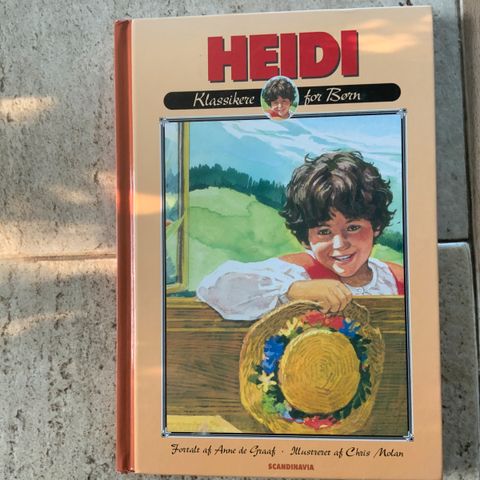 HEIDI
Klassikere for Børn
Fortalt af Anne de Graaf · Illustreret af Chris Molan
SCANDINAVIA